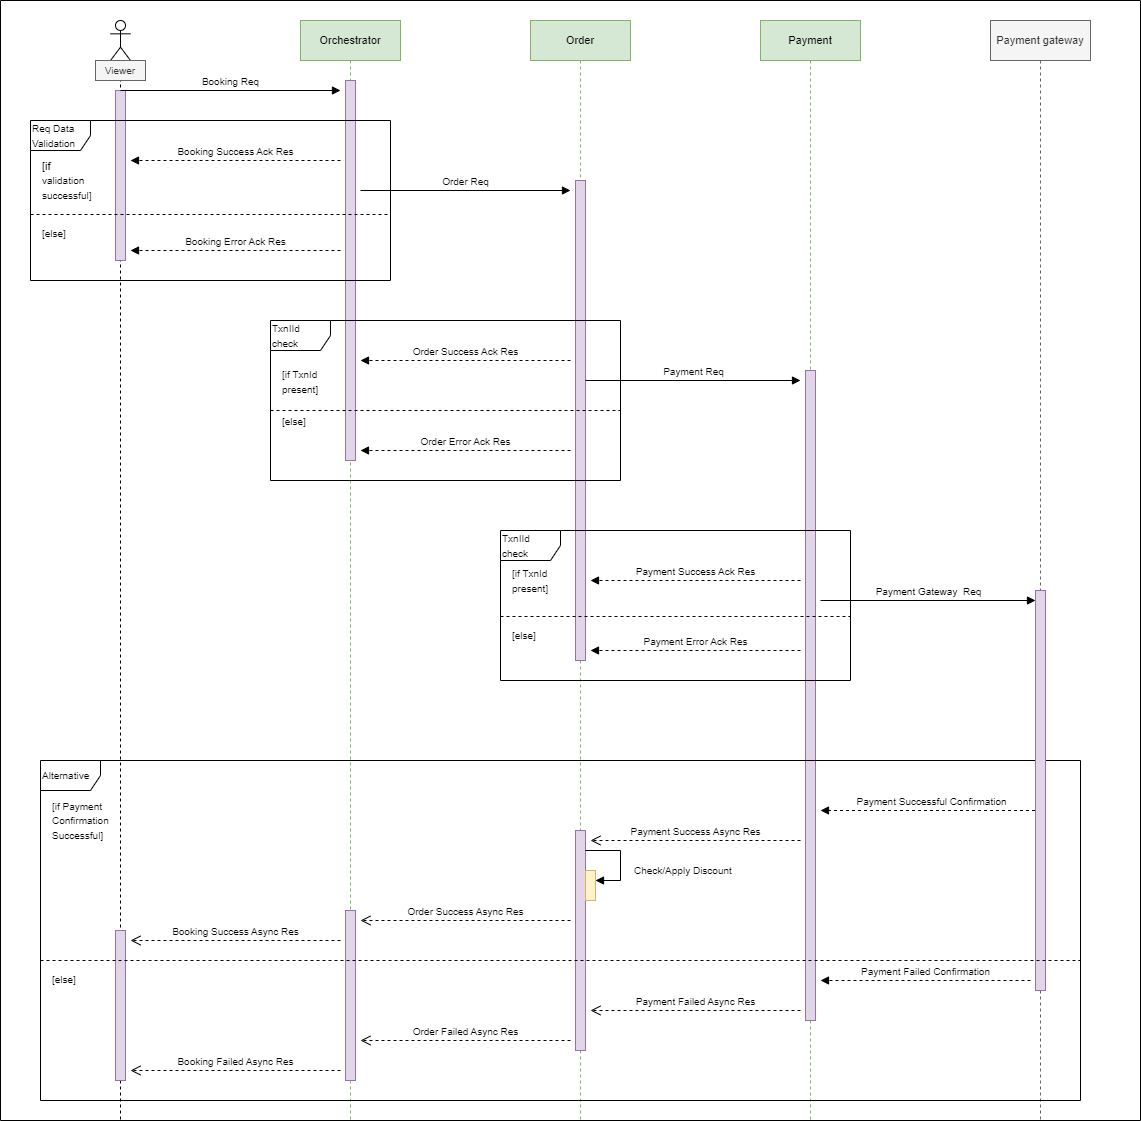 Orchestrator
Order
Payment
Payment gateway
Viewer
Booking Req
Req Data
Validation
Booking Success Ack Res
[if
validation
successful]
Order Req
[else]
Booking Error Ack Res
TxnIId
check
Order Success Ack Res
[if TxnId
present]
Payment Req
[else]
Order Error Ack Res
TxnIId
check
[if TxnId
present]
Payment Success Ack Res
Payment Gateway  Req
[else]
Payment Error Ack Res
Alternative
[if Payment
Confirmation
Successful]
Payment Successful Confirmation
Payment Success Async Res
Check/Apply Discount
Order Success Async Res
Booking Success Async Res
[else]
Payment Failed Confirmation
Payment Failed Async Res
Order Failed Async Res
Booking Failed Async Res